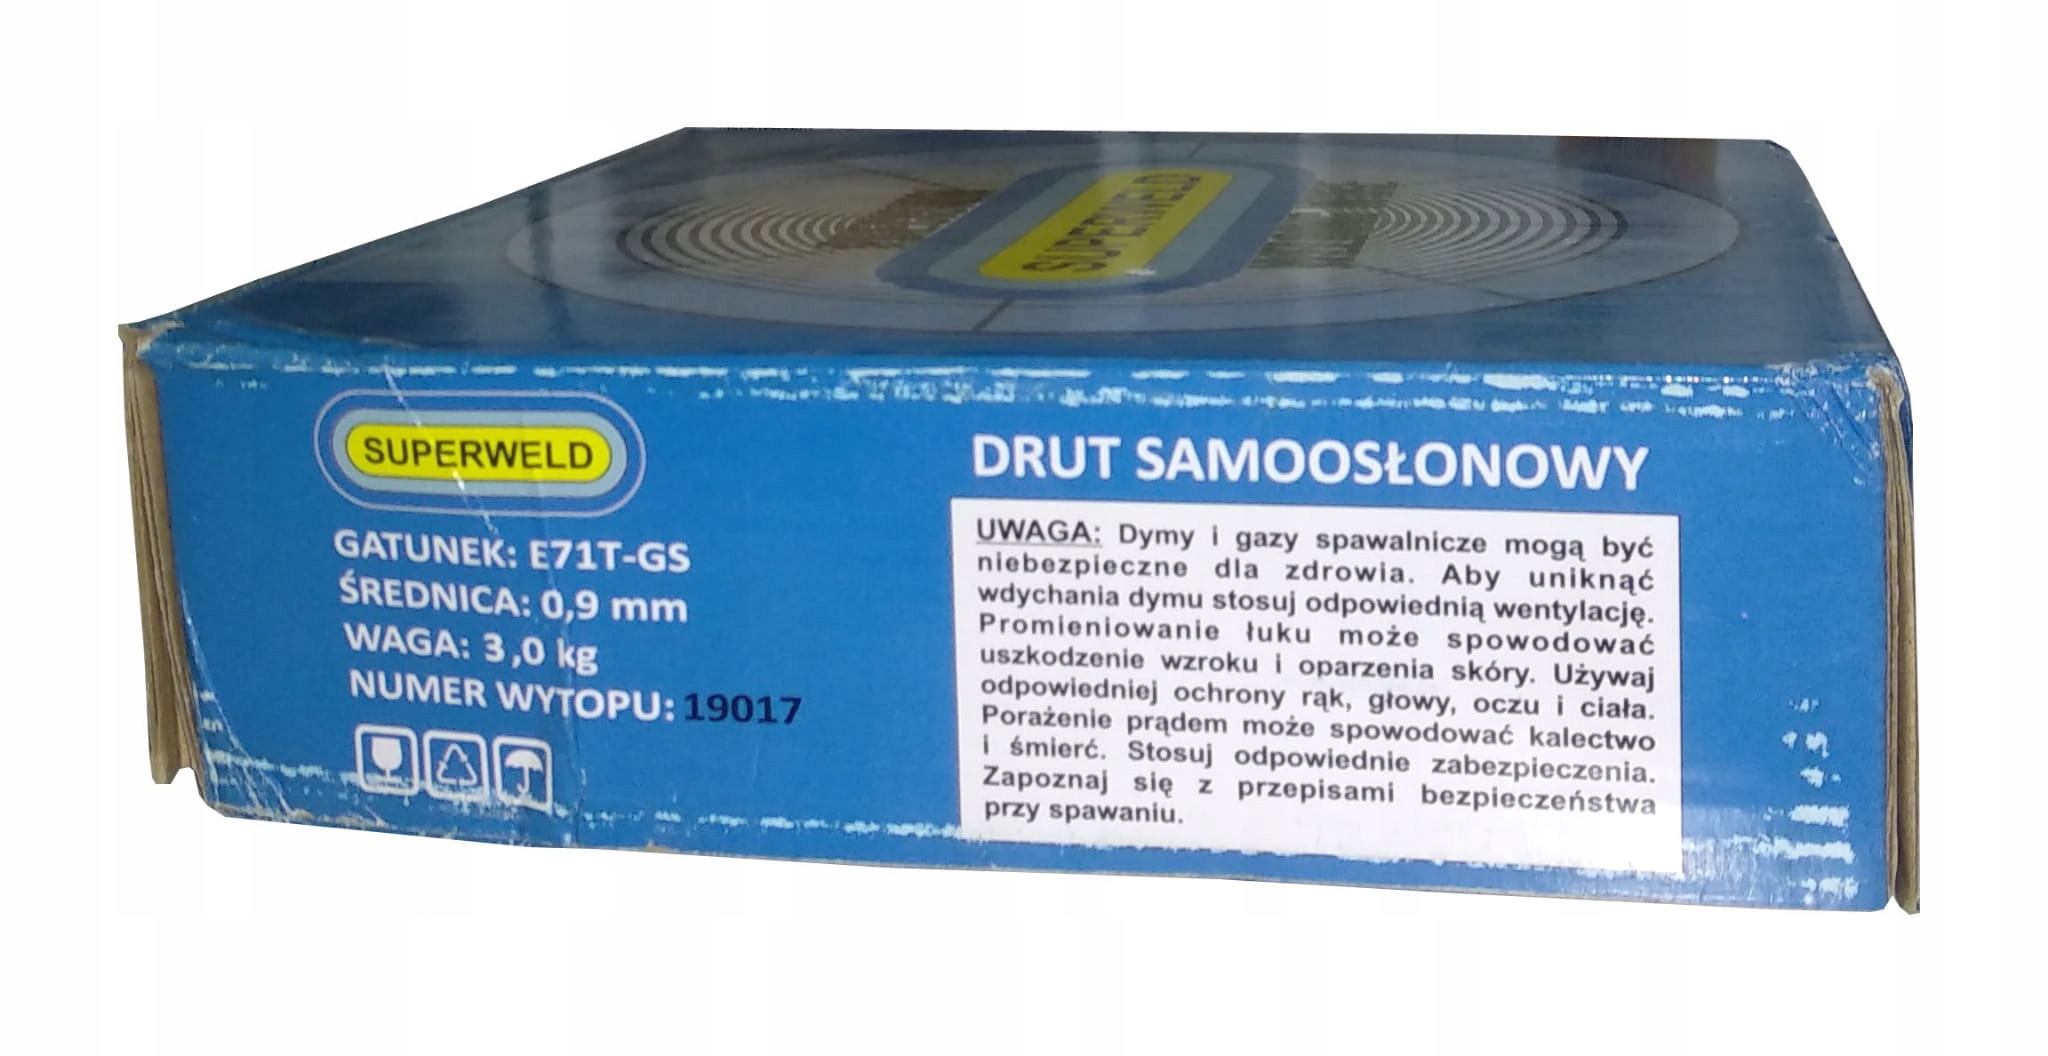 SUPERWELD
SUPERWELD
GATUNEK: E71T-GS
ŚREDNICA: 0,9 mm
WAGA: 3,0 kg
NUMER WYTOPU: 19017
DRUT SAMOOSŁONOWY
UWAGA: Dymy i gazy spawalnicze mogą być
niebezpieczne dla zdrowia. Aby uniknąć
wdychania dymu stosuj odpowiednią wentylację.
Promieniowanie łuku może spowodować
uszkodzenie wzroku i oparzenia skóry. Używaj
odpowiedniej ochrony rąk, głowy, oczu i ciała.
Porażenie prądem może spowodować kalectwo
i śmierć. Stosuj odpowiednie zabezpieczenia.
Zapoznaj się z przepisami bezpieczeństwa
przy spawaniu.